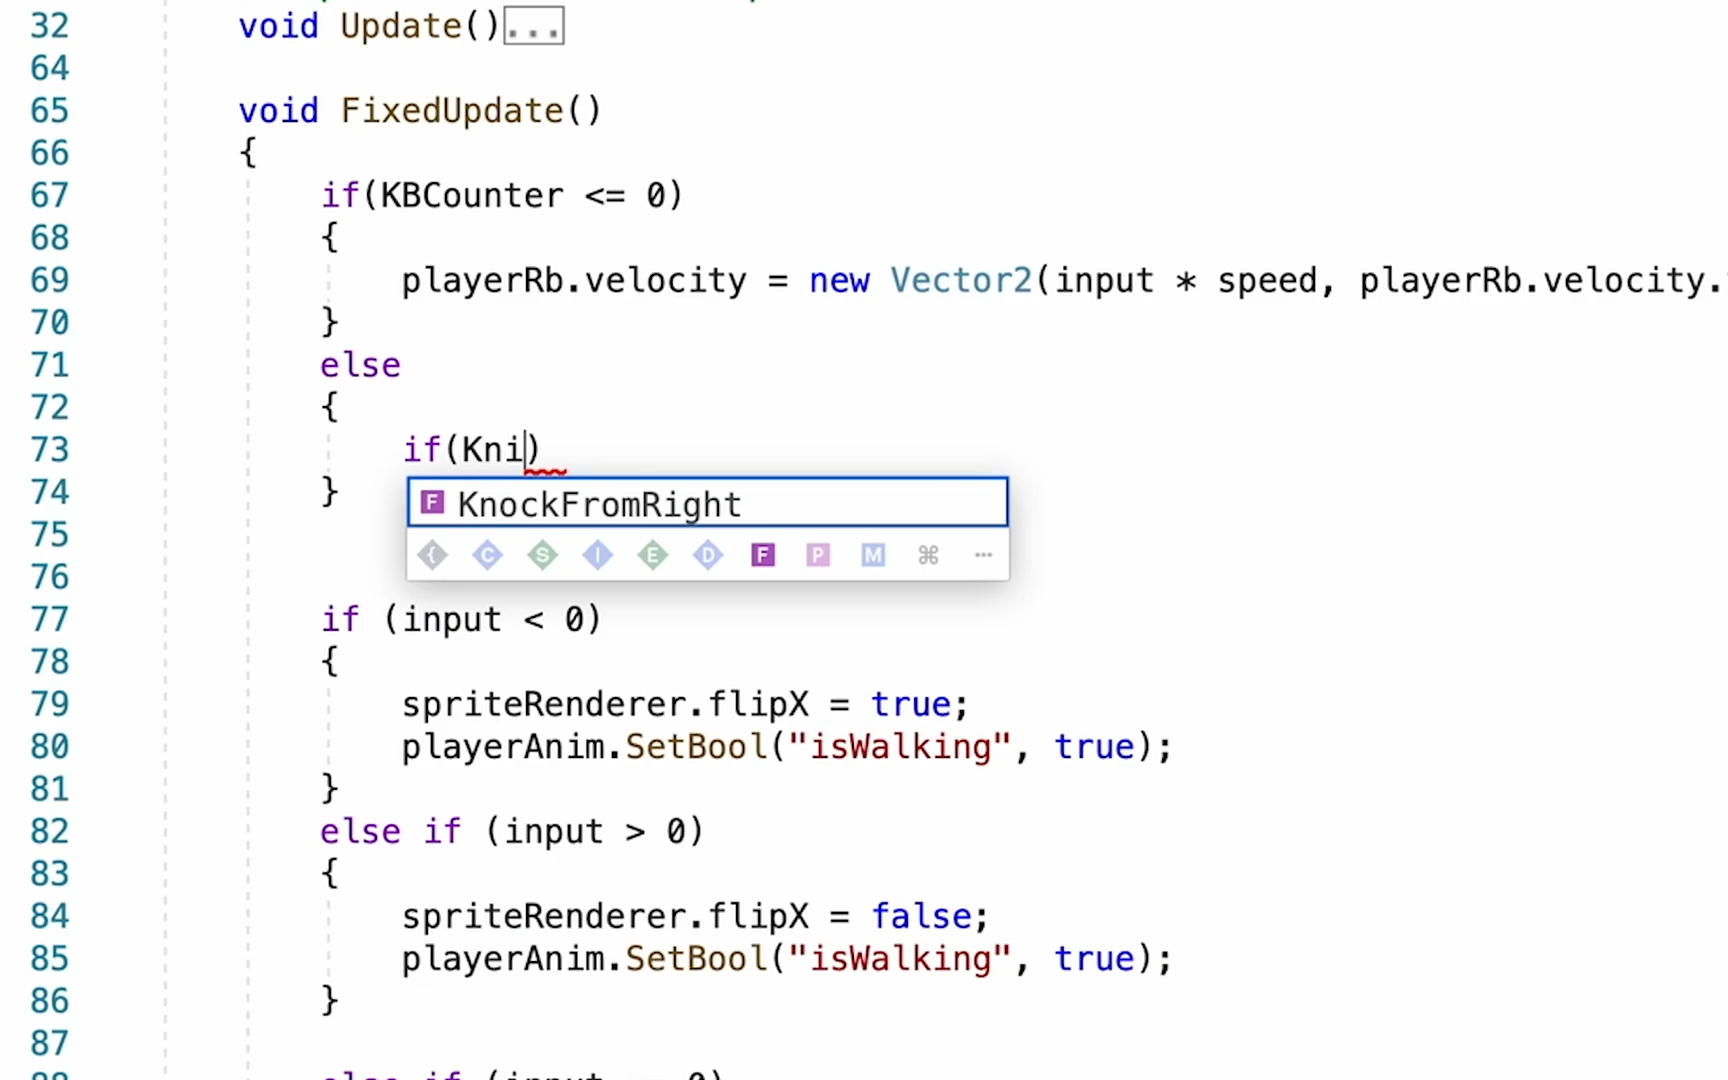 32 void Update()...
64
65 void FixedUpdate()
66 {
67 if(KBCounter <= 0)
68 {
69 playerRb.velocity = new Vector2(input * speed, playerRb.velocity.
70 }
71 else
72 {
73 if(Kni)
74 }
KnockFromRight
{ C S I E D F P M ⌘ ...
75
76
77 if (input < 0)
78 {
79 spriteRenderer.flipX = true;
80 playerAnim.SetBool("isWalking", true);
81 }
82 else if (input > 0)
83 {
84 spriteRenderer.flipX = false;
85 playerAnim.SetBool("isWalking", true);
86 }
87